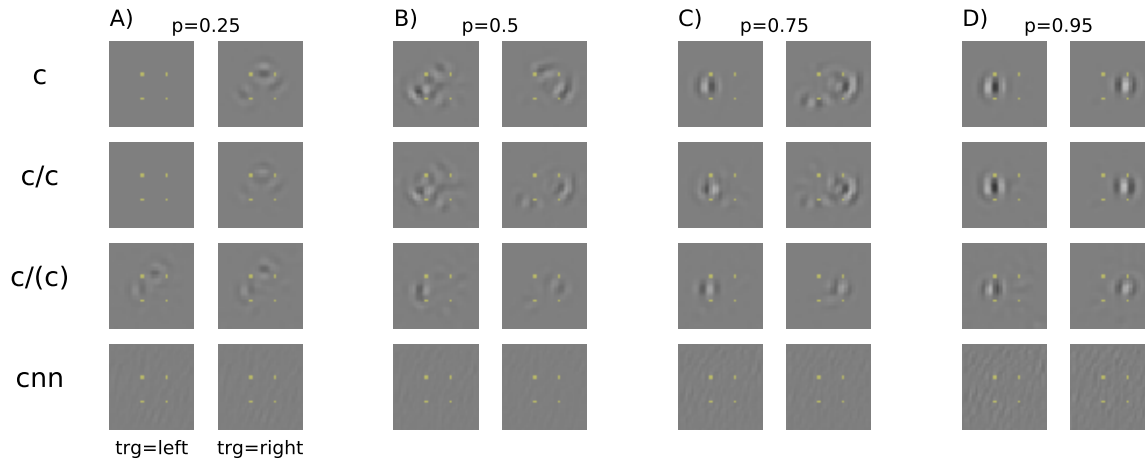 A) p=0.25 B) p=0.5 C) p=0.75 D) p=0.95
c
c/c
c/(c)
cnn
trg=left trg=right